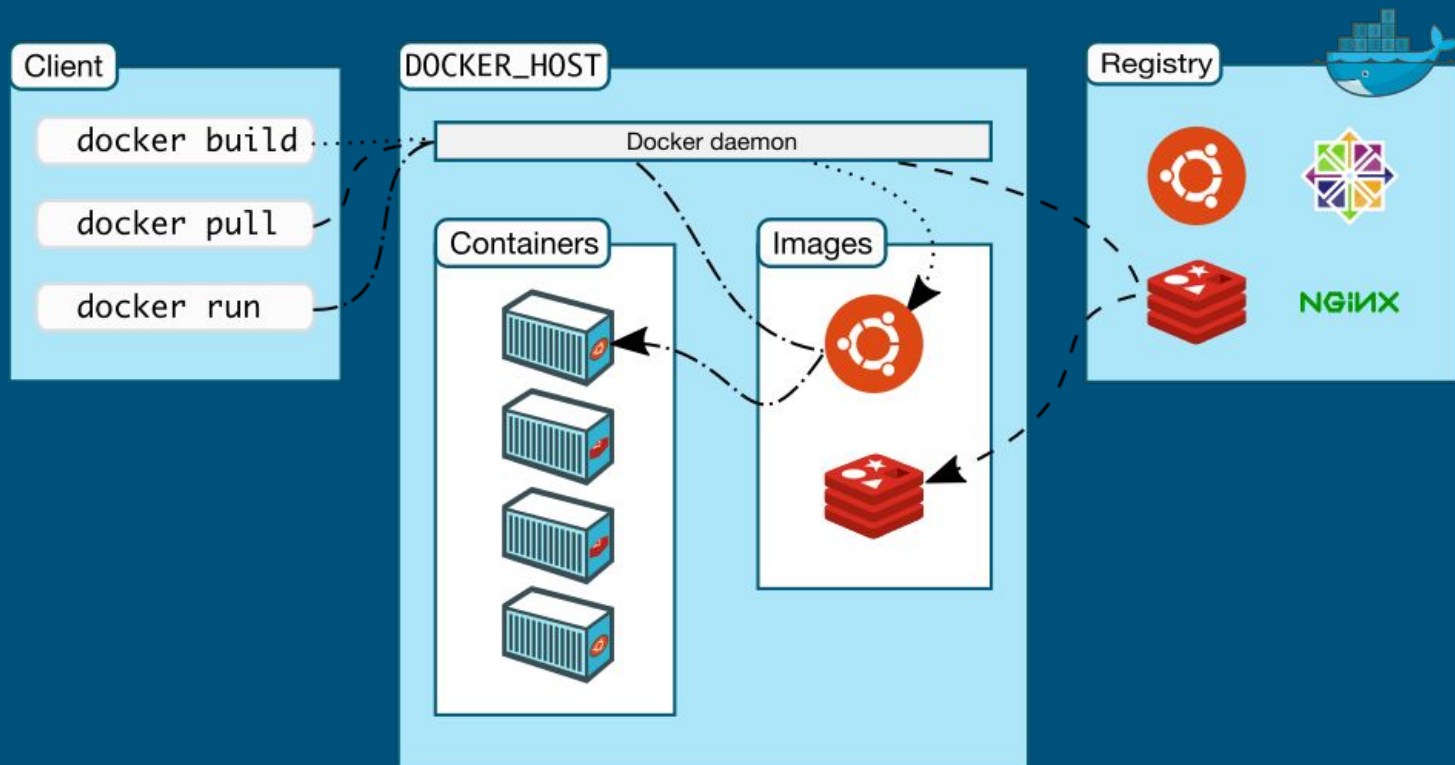 Client
docker build
docker pull
docker run
DOCKER_HOST
Docker daemon
Containers
Images
Registry
NGiNX